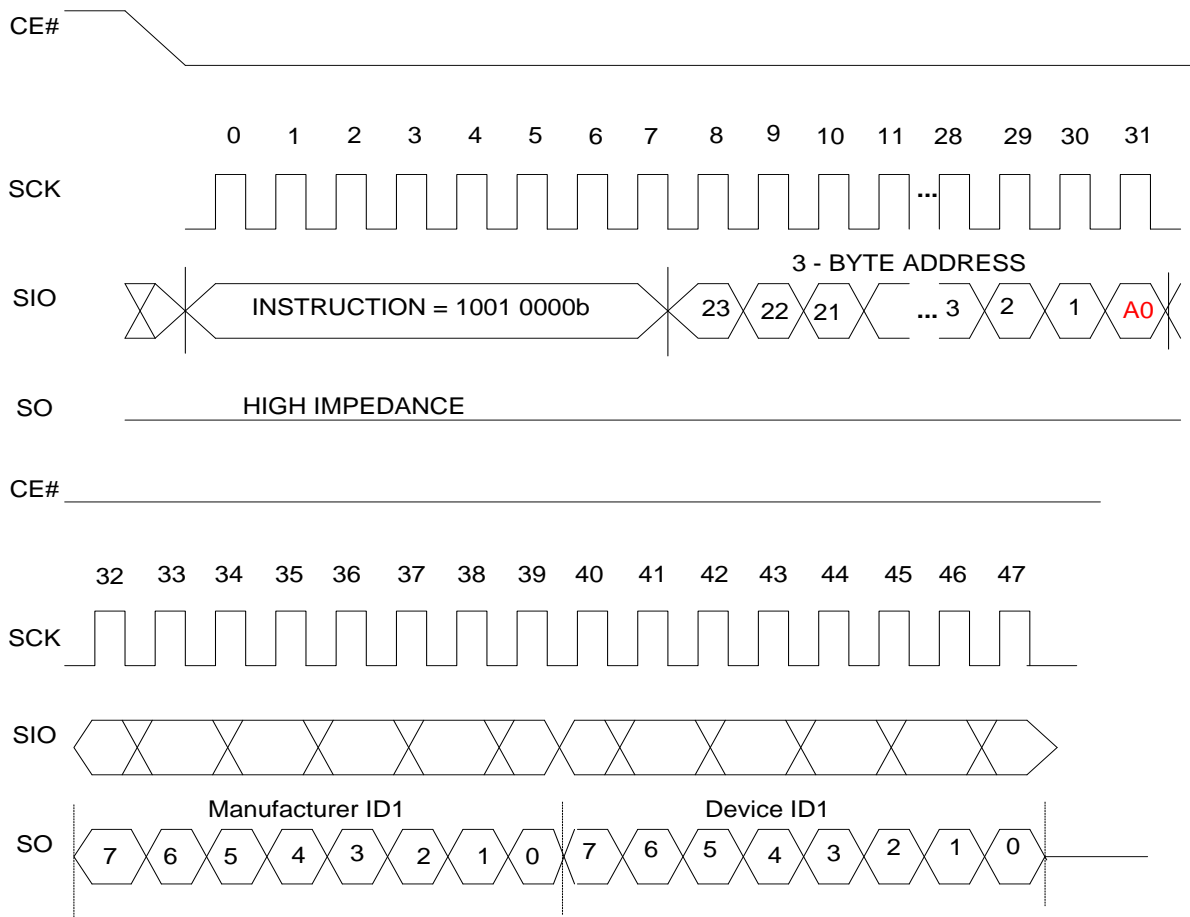 CE#
0 1 2 3 4 5 6 7 8 9 10 11 28 29 30 31
SCK ...
3 - BYTE ADDRESS
SIO INSTRUCTION = 1001 0000b 23 22 21 ... 3 2 1 A0
SO HIGH IMPEDANCE
CE#
32 33 34 35 36 37 38 39 40 41 42 43 44 45 46 47
SCK
SIO
Manufacturer ID1 Device ID1
SO 7 6 5 4 3 2 1 0 7 6 5 4 3 2 1 0